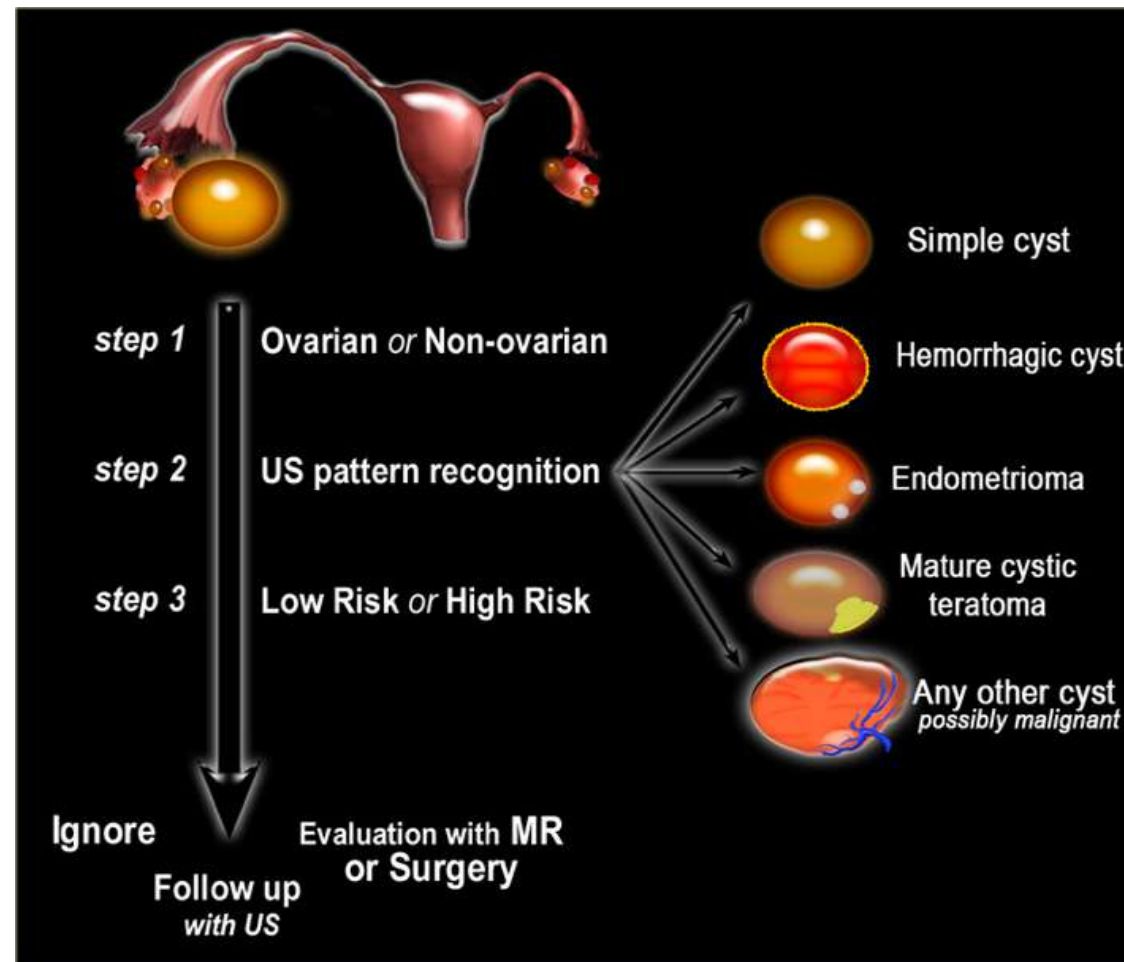 Simple cyst
step 1
Ovarian or Non-ovarian
Hemorrhagic cyst
step 2
US pattern recognition
Endometrioma
step 3
Low Risk or High Risk
Mature cystic
teratoma
Any other cyst
possibly malignant
Ignore
Evaluation with MR
or Surgery
Follow up
with US